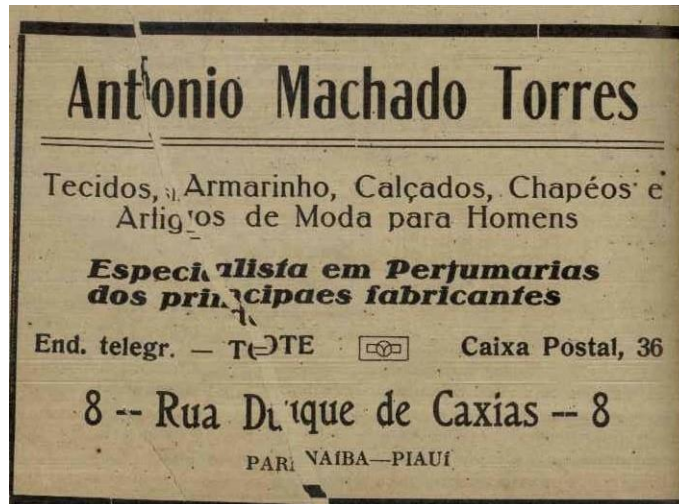 Antonio Machado Torres
Tecidos, Armarinho, Calçados, Chapéos e
Artigos de Moda para Homens
Especialista em Perfumarias
dos principaes fabricantes
End. telegr. — Caixa Postal, 36
8 -- Rua Duque de Caxias -- 8
PARNAÍBA—PIAUÍ